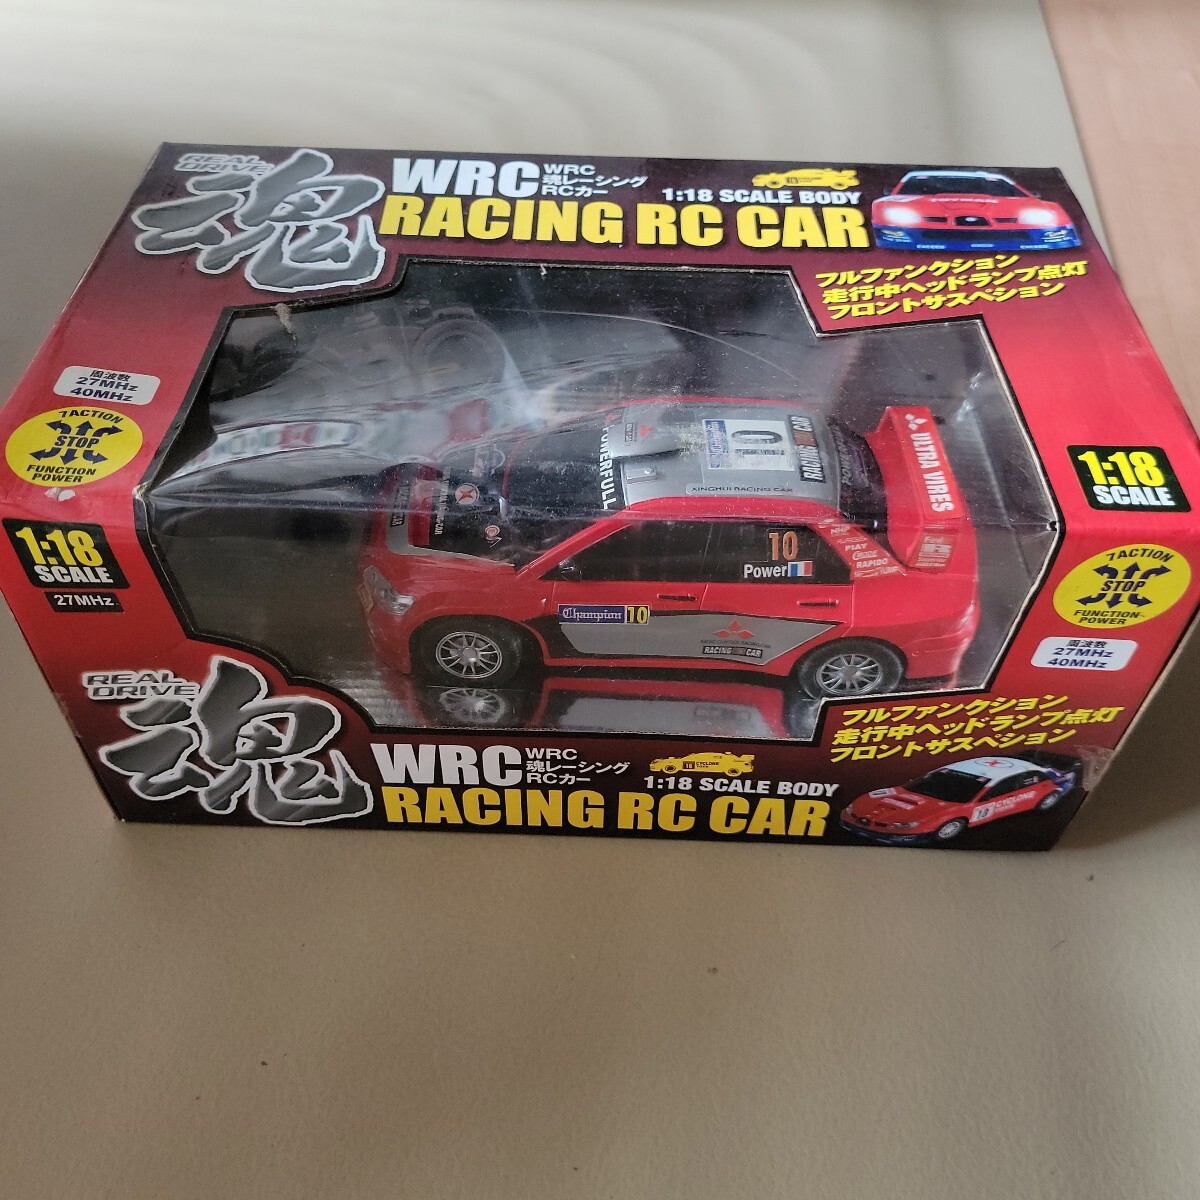 REAL
DRIVE
魂
WRC
WRC
魂レーシング
RCカー
1:18 SCALE BODY
RACING RC CAR
フルファンクション
走行中ヘッドランプ点灯
フロントサスペション
周波数
27MHz
40MHz
7ACTION
STOP
FUNCTION
POWER
1:18
SCALE
27MHz
POWERFULL
10
RACING CAR
XINGHUI RACING CAR
ULTRA VIRES
10
Power
PIAY
RAPIDO
Champion 10
RACING CAR
1:18
SCALE
7ACTION
STOP
FUNCTION
POWER
周波数
27MHz
40MHz
REAL
DRIVE
魂
WRC
WRC
魂レーシング
RCカー
CYCLONE
1:18 SCALE BODY
RACING RC CAR
フルファンクション
走行中ヘッドランプ点灯
フロントサスペション
CYCLONE